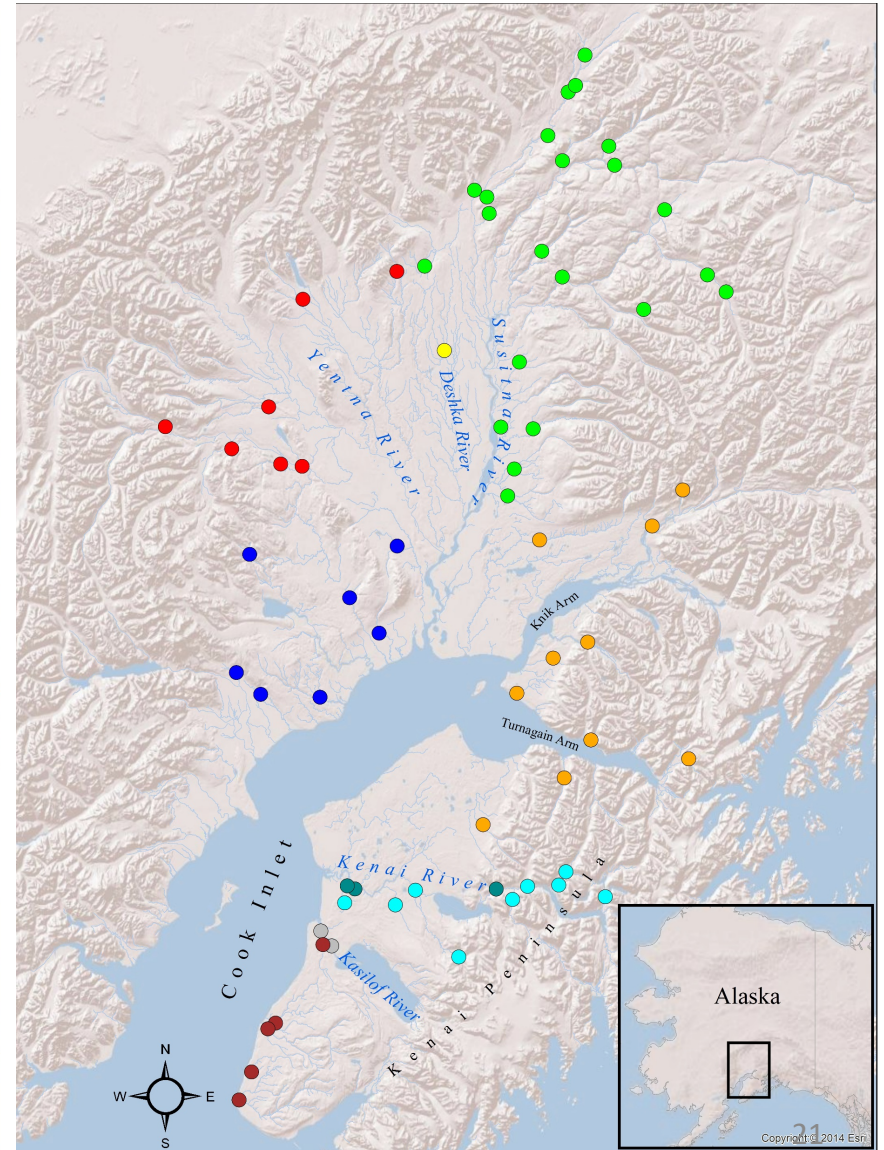 Yentna River
Deshka River
Susitna River
Knik Arm
Turnagain Arm
Kenai River
Cook Inlet
Kenai Peninsula
Kasilof River
N
W
E
S
Alaska
21
Copyright:© 2014 Esri